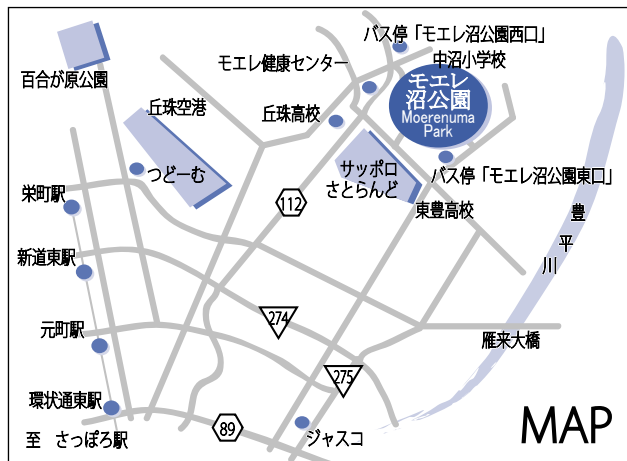 バス停「モエレ沼公園西口」
中沼小学校
モエレ健康センター
百合が原公園
モエレ
沼公園
Moerenuma
Park
丘珠空港
丘珠高校
つどーむ
サッポロ
さとらんど
バス停「モエレ沼公園東口」
栄町駅
112
東豊高校
豊
平
川
新道東駅
274
元町駅
雁来大橋
275
環状通東駅
89
ジャスコ
至 さっぽろ駅
MAP